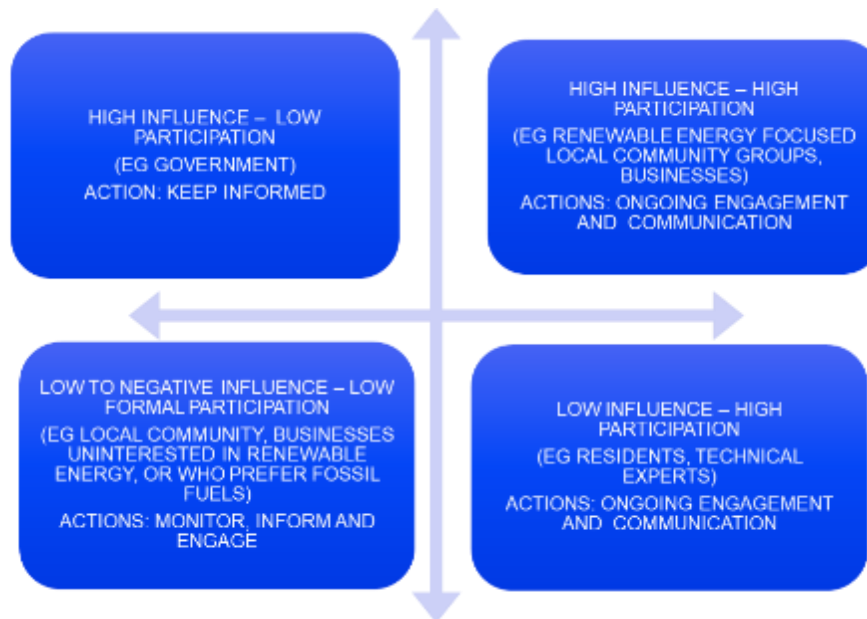 HIGH INFLUENCE – LOW
PARTICIPATION
(EG GOVERNMENT)
ACTION: KEEP INFORMED
HIGH INFLUENCE – HIGH
PARTICIPATION
(EG RENEWABLE ENERGY FOCUSED
LOCAL COMMUNITY GROUPS,
BUSINESSES)
ACTIONS: ONGOING ENGAGEMENT
AND COMMUNICATION
LOW TO NEGATIVE INFLUENCE – LOW
FORMAL PARTICIPATION
(EG LOCAL COMMUNITY, BUSINESSES
UNINTERESTED IN RENEWABLE
ENERGY, OR WHO PREFER FOSSIL
FUELS)
ACTIONS: MONITOR, INFORM AND
ENGAGE
LOW INFLUENCE – HIGH
PARTICIPATION
(EG RESIDENTS, TECHNICAL
EXPERTS)
ACTIONS: ONGOING ENGAGEMENT
AND COMMUNICATION